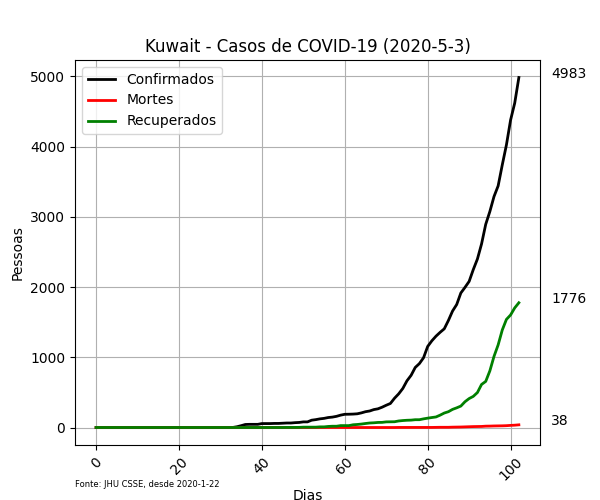 Kuwait - Casos de COVID-19 (2020-5-3)
Confirmados
Mortes
Recuperados
4983
1776
38
Pessoas
5000
4000
3000
2000
1000
0
0
20
40
60
80
100
Fonte: JHU CSSE, desde 2020-1-22
Dias